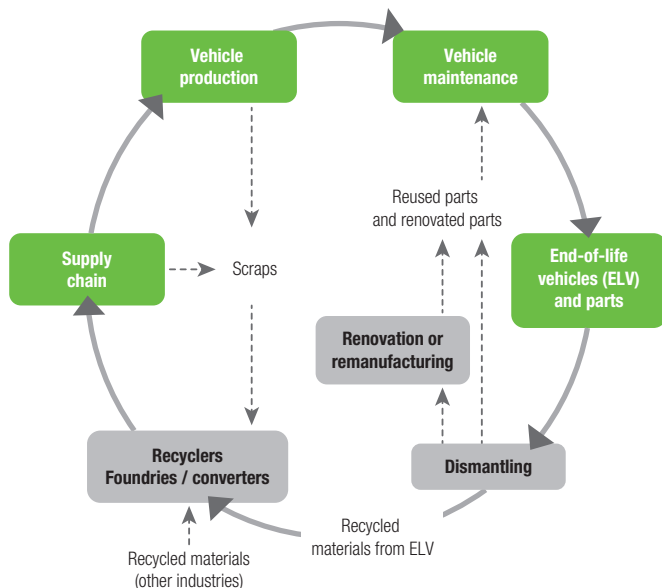 Vehicle
production
Vehicle
maintenance
Reused parts
and renovated parts
Supply
chain
Scraps
End-of-life
vehicles (ELV)
and parts
Renovation or
remanufacturing
Recyclers
Foundries / converters
Dismantling
Recycled
materials from ELV
Recycled materials
(other industries)